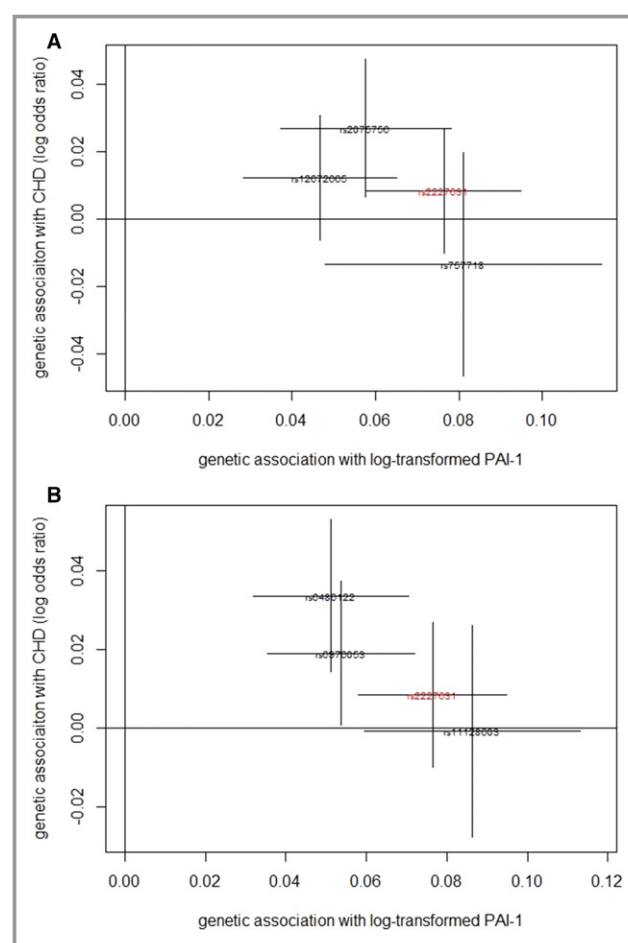 A
genetic associaiton with CHD (log odds ratio)
0.04
0.02
0.00
-0.02
-0.04
rs12072005
rs757718
0.00 0.02 0.04 0.06 0.08 0.10
genetic association with log-transformed PAI-1
B
genetic associaiton with CHD (log odds ratio)
0.04
0.02
0.00
-0.02
rs11128003
0.00 0.02 0.04 0.06 0.08 0.10 0.12
genetic association with log-transformed PAI-1